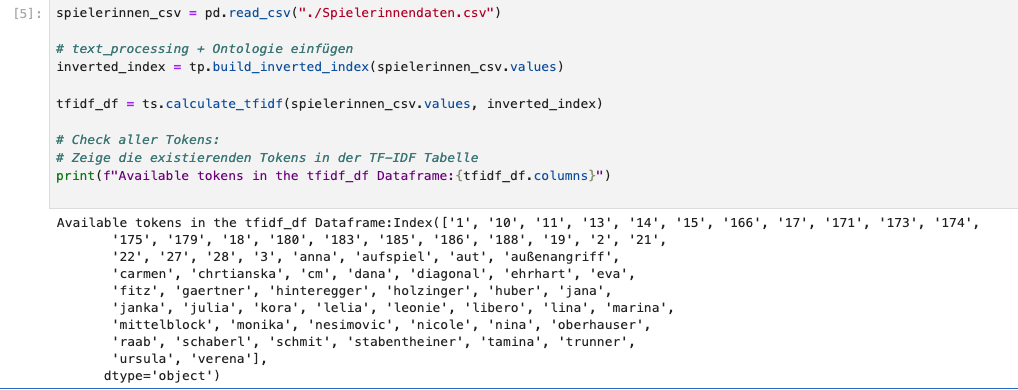 [5]: spielerinnen_csv = pd.read_csv("./Spielerinnendaten.csv")
# text_processing + Ontologie einfügen
inverted_index = tp.build_inverted_index(spielerinnen_csv.values)
tfidf_df = ts.calculate_tfidf(spielerinnen_csv.values, inverted_index)
# Check aller Tokens:
# Zeige die existierenden Tokens in der TF-IDF Tabelle
print(f"Available tokens in the tfidf_df Dataframe:{tfidf_df.columns}")
Available tokens in the tfidf_df Dataframe:Index(['1', '10', '11', '13', '14', '15', '166', '17', '171', '173', '174',
'175', '179', '18', '180', '183', '185', '186', '188', '19', '2', '21',
'22', '27', '28', '3', 'anna', 'aufspiel', 'aut', 'außenangriff',
'carmen', 'chrtianska', 'cm', 'dana', 'diagonal', 'ehrhart', 'eva',
'fitz', 'gaertner', 'hinteregger', 'holzinger', 'huber', 'jana',
'janka', 'julia', 'kora', 'lelia', 'leonie', 'libero', 'lina', 'marina',
'mittelblock', 'monika', 'nesimovic', 'nicole', 'nina', 'oberhauser',
'raab', 'schaberl', 'schmit', 'stabentheiner', 'tamina', 'trunner',
'ursula', 'verena'],
dtype='object')